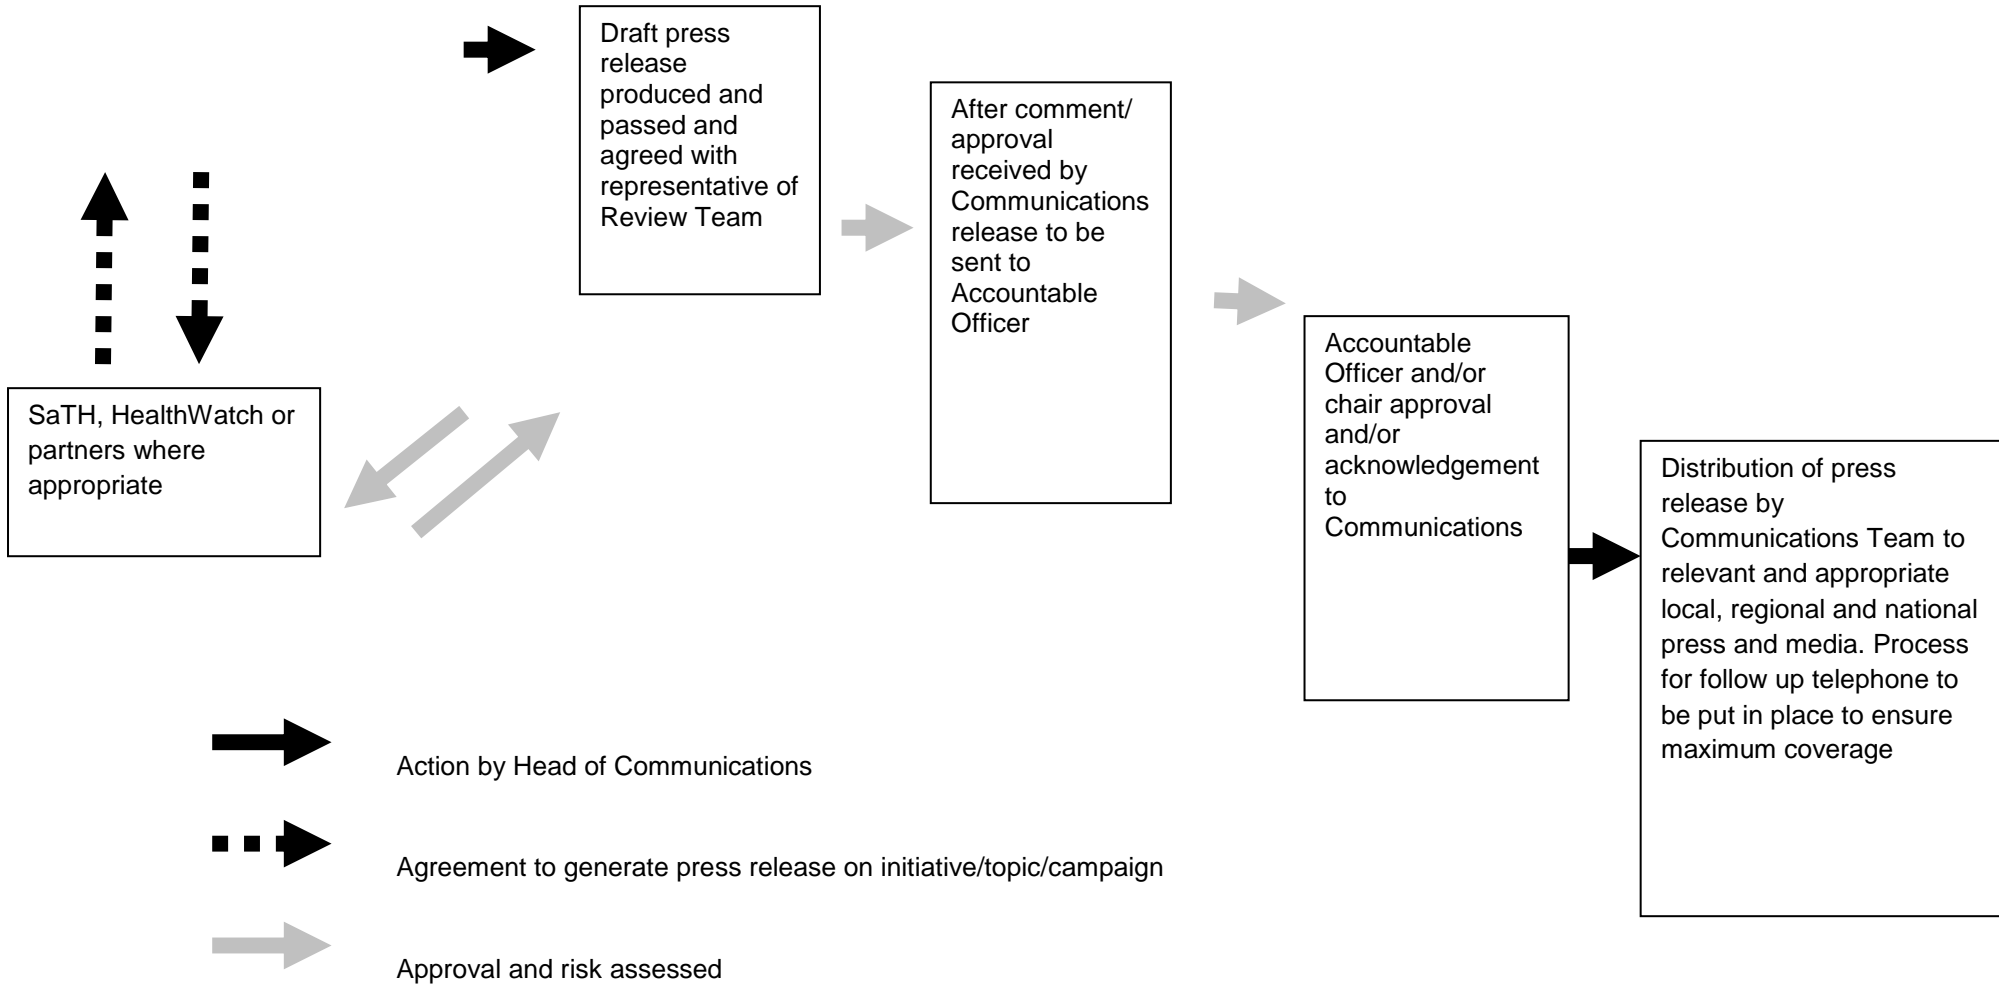 Draft press
release
produced and
passed and
agreed with
representative of
Review Team
After comment/
approval
received by
Communications
release to be
sent to
Accountable
Officer
Accountable
Officer and/or
chair approval
and/or
acknowledgement
to
Communications
SaTH, HealthWatch or
partners where
appropriate
Distribution of press
release by
Communications Team to
relevant and appropriate
local, regional and national
press and media. Process
for follow up telephone to
be put in place to ensure
maximum coverage
Action by Head of Communications
Agreement to generate press release on initiative/topic/campaign
Approval and risk assessed